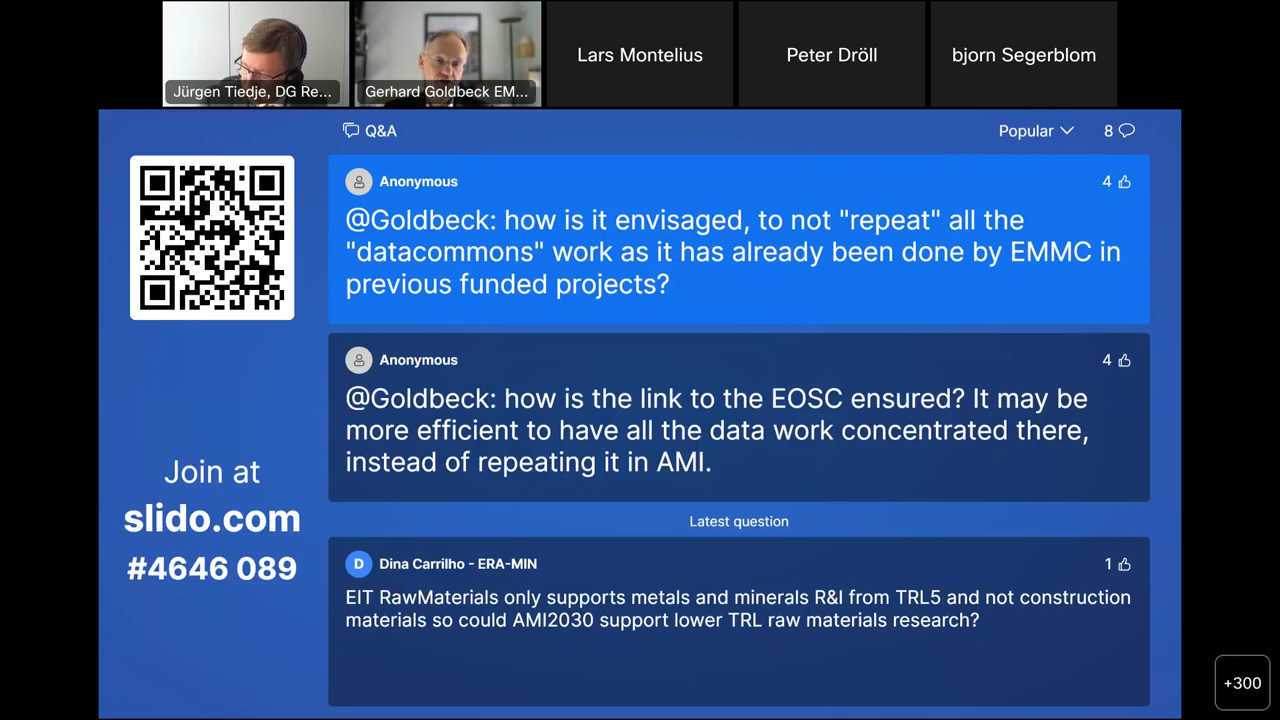 Jürgen Tiedje, DG Re...
Gerhard Goldbeck EM...
Lars Montelius
Peter Dröll
bjorn Segerblom
Q&A
Popular
8
Anonymous
4
@Goldbeck: how is it envisaged, to not "repeat" all the
"datacommons" work as it has already been done by EMMC in
previous funded projects?
Anonymous
4
@Goldbeck: how is the link to the EOSC ensured? It may be
more efficient to have all the data work concentrated there,
instead of repeating it in AMI.
Join at
slido.com
#4646 089
Latest question
D
Dina Carrilho - ERA-MIN
1
EIT RawMaterials only supports metals and minerals R&I from TRL5 and not construction
materials so could AMI2030 support lower TRL raw materials research?
+300